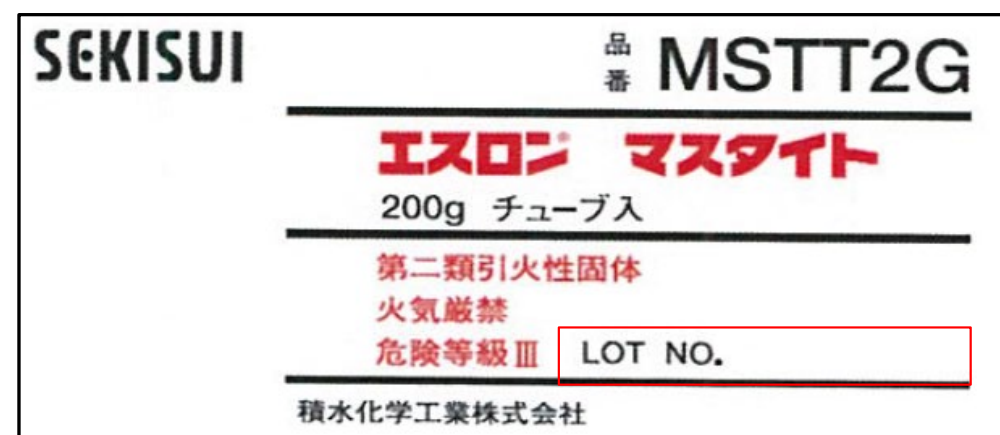 SEKISUI
品番 MSTT2G
エスロン® マスタイト
200g チューブ入
第二類引火性固体
火気厳禁
危険等級Ⅲ LOT NO.
積水化学工業株式会社